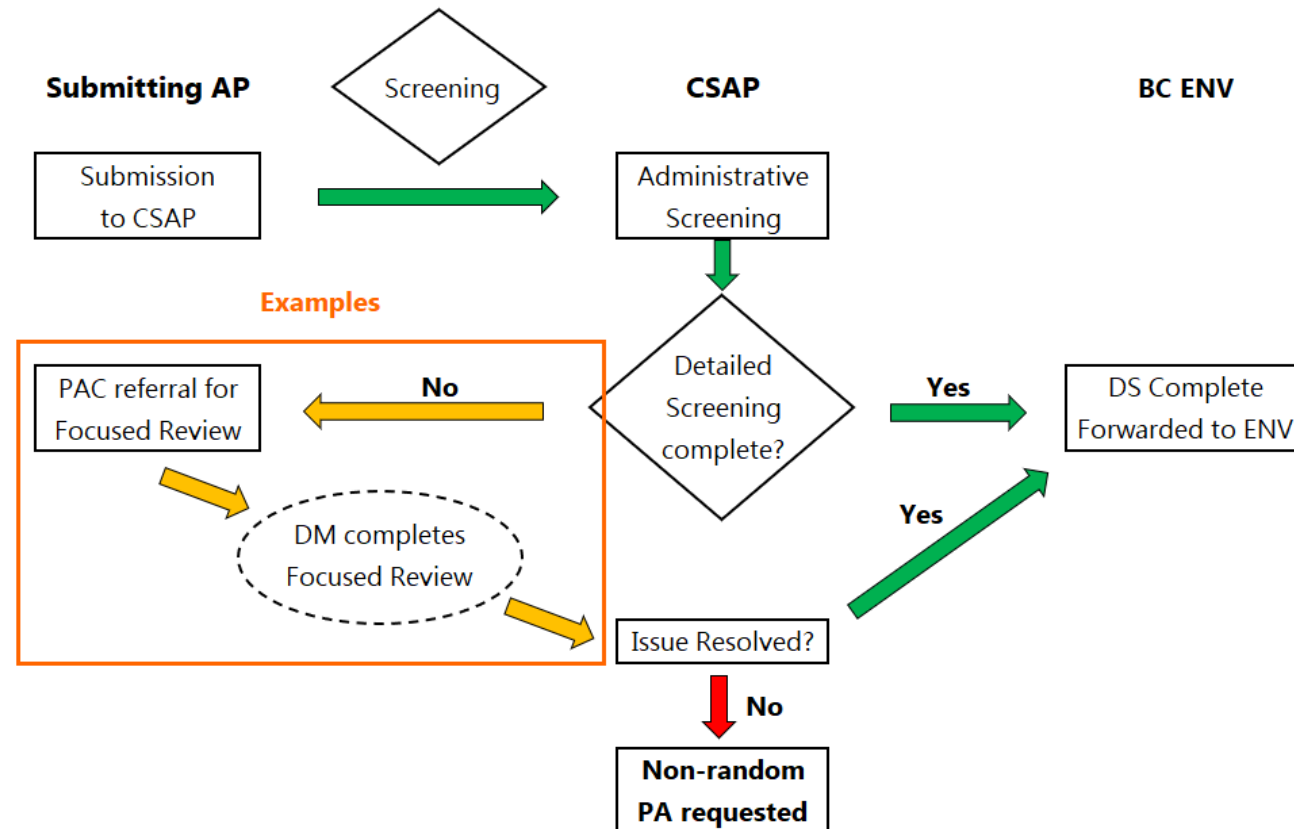 Submitting AP
Screening
CSAP
BC ENV
Submission
to CSAP
Administrative
Screening
Examples
PAC referral for
Focused Review
No
Detailed
Screening
complete?
Yes
DS Complete
Forwarded to ENV
DM completes
Focused Review
Yes
Issue Resolved?
No
Non-random
PA requested